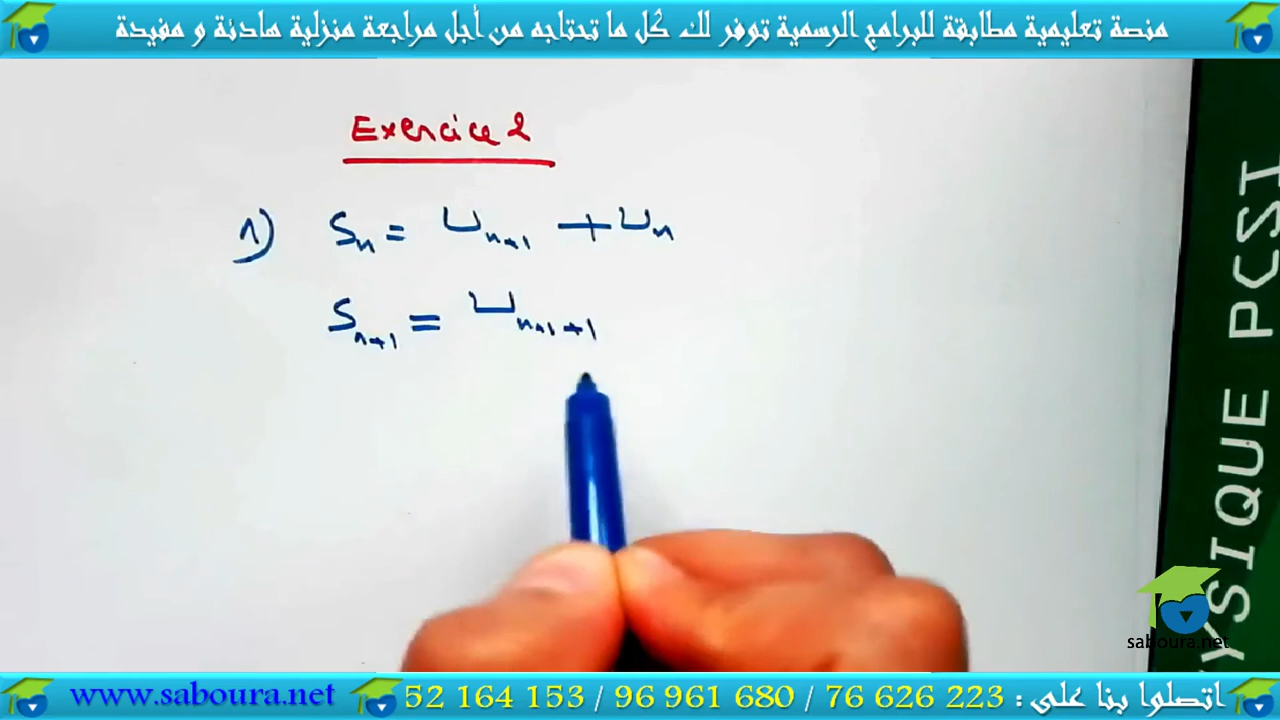 منصة تعليمية مطابقة للبرامج الرسمية توفر لك كل ما تحتاجه من أجل مراجعة منزلية هادئة و مفيدة
Exercice 2
1) Sn = Un+1 + Un
Sn+1 = Un+1+1
YSIQUE PCSI
saboura.net
www.saboura.net 52 164 153 / 96 961 680 / 76 626 223 : اتصلوا بنا على